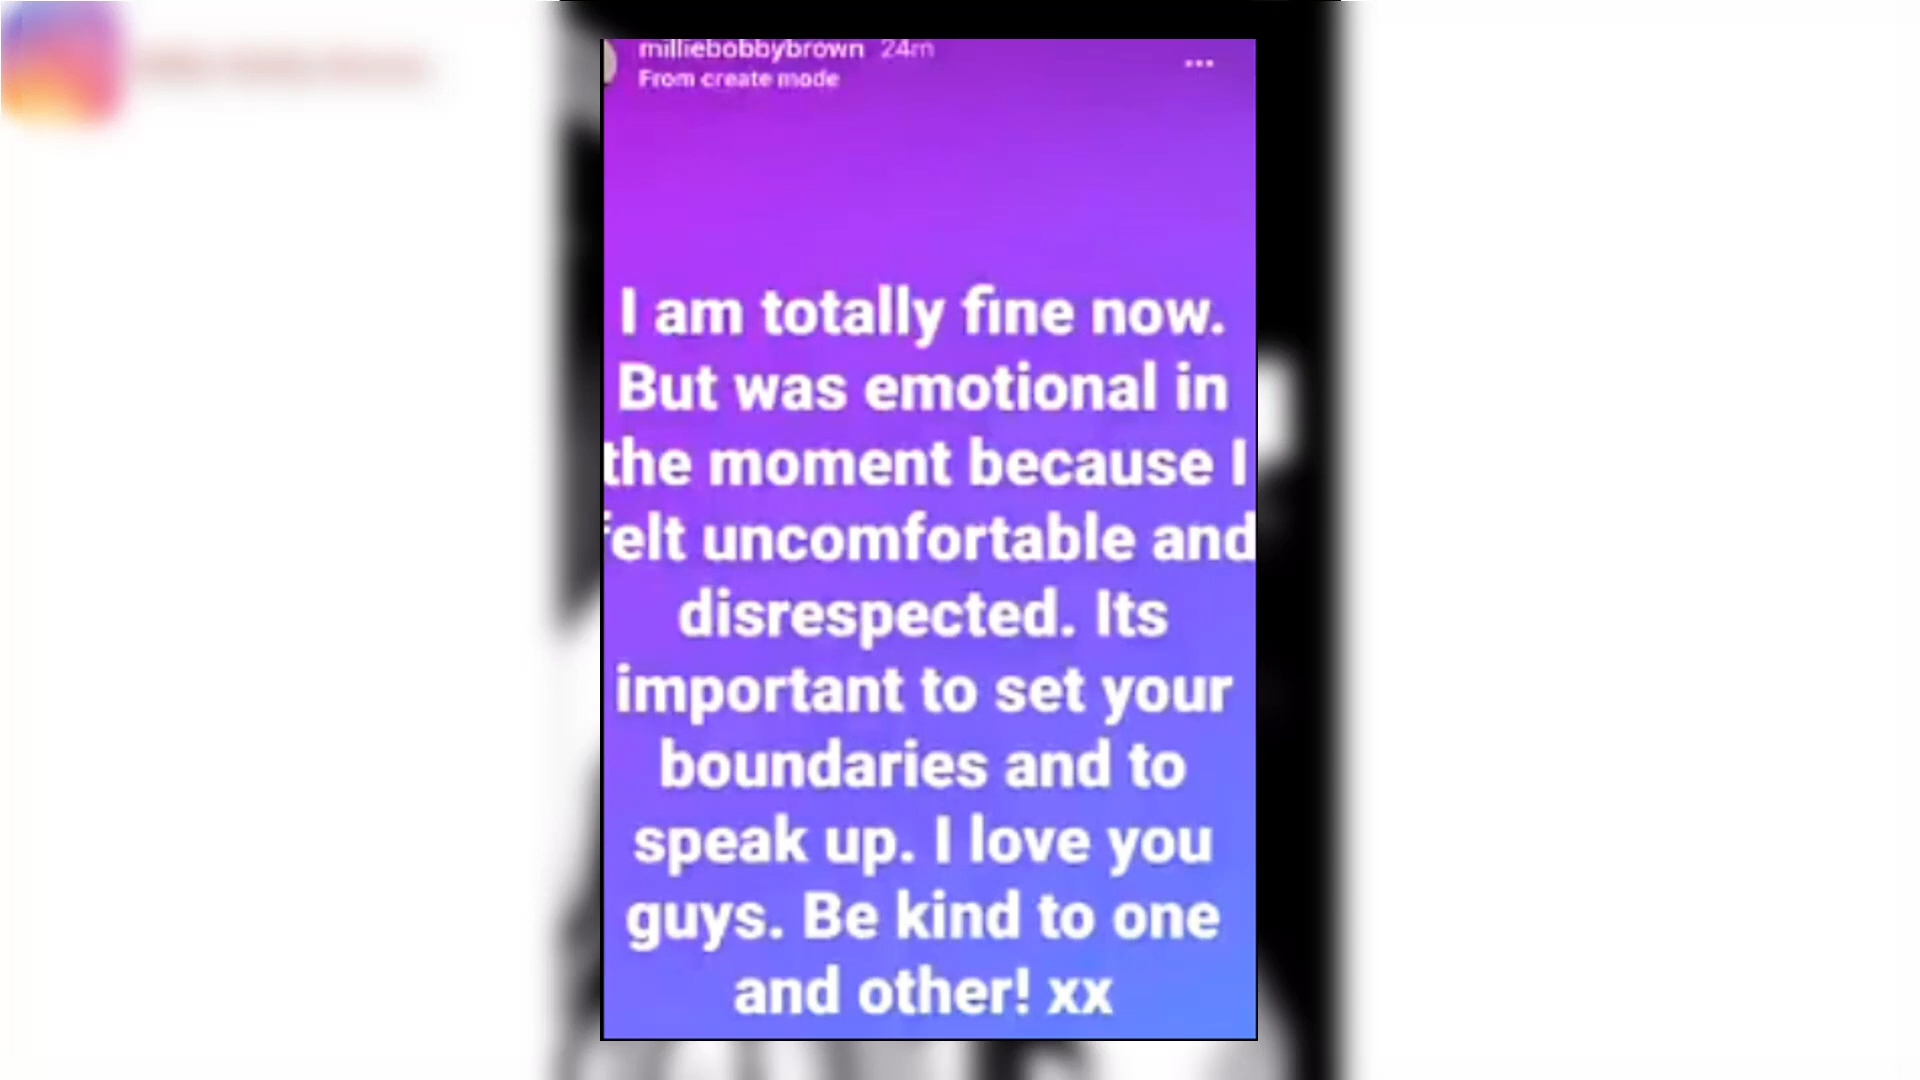 milliebobbybrown 24m
From create mode
I am totally fine now.
But was emotional in
the moment because I
felt uncomfortable and
disrespected. Its
important to set your
boundaries and to
speak up. I love you
guys. Be kind to one
and other! xx